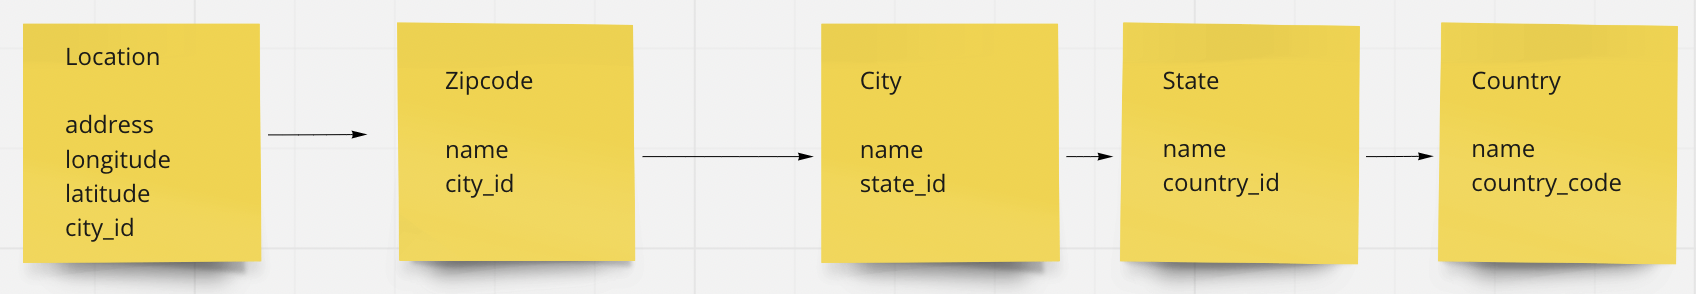 Location
address
longitude
latitude
city_id
Zipcode
name
city_id
City
name
state_id
State
name
country_id
Country
name
country_code